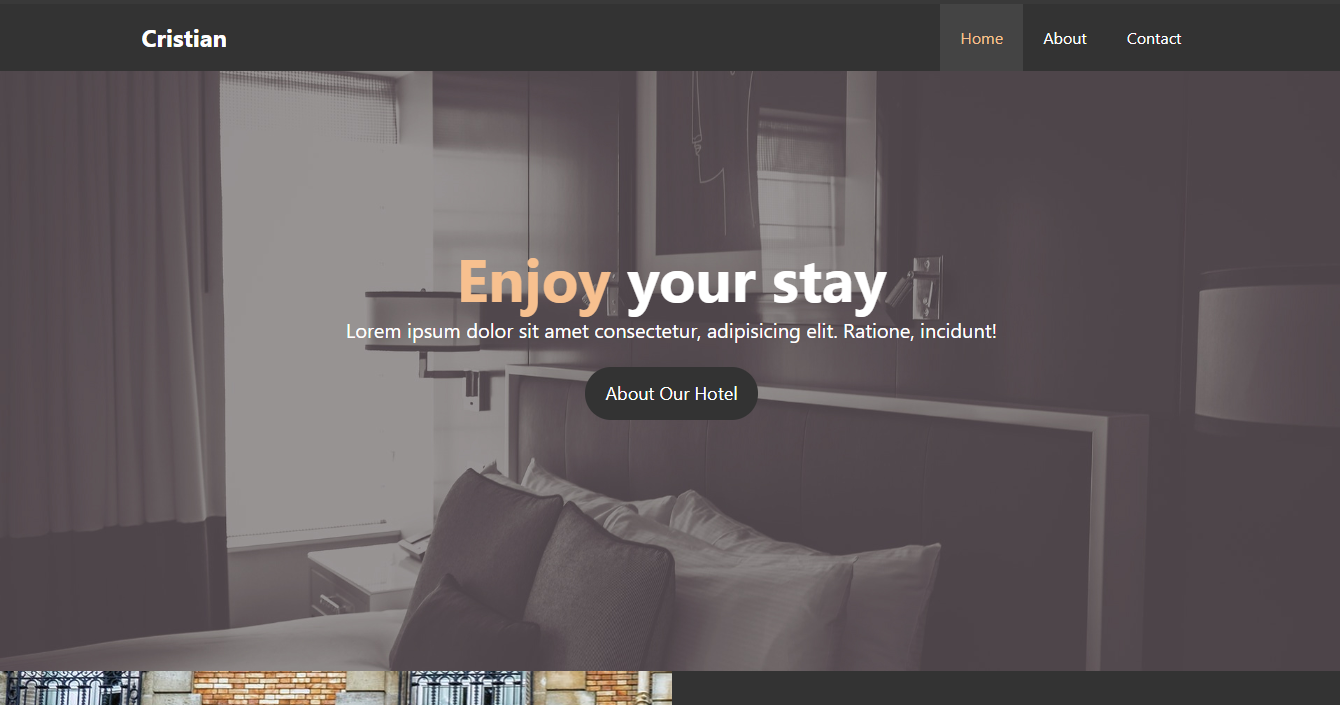 Cristian
Home About Contact
Enjoy your stay
Lorem ipsum dolor sit amet consectetur, adipisicing elit. Ratione, incidunt!
About Our Hotel